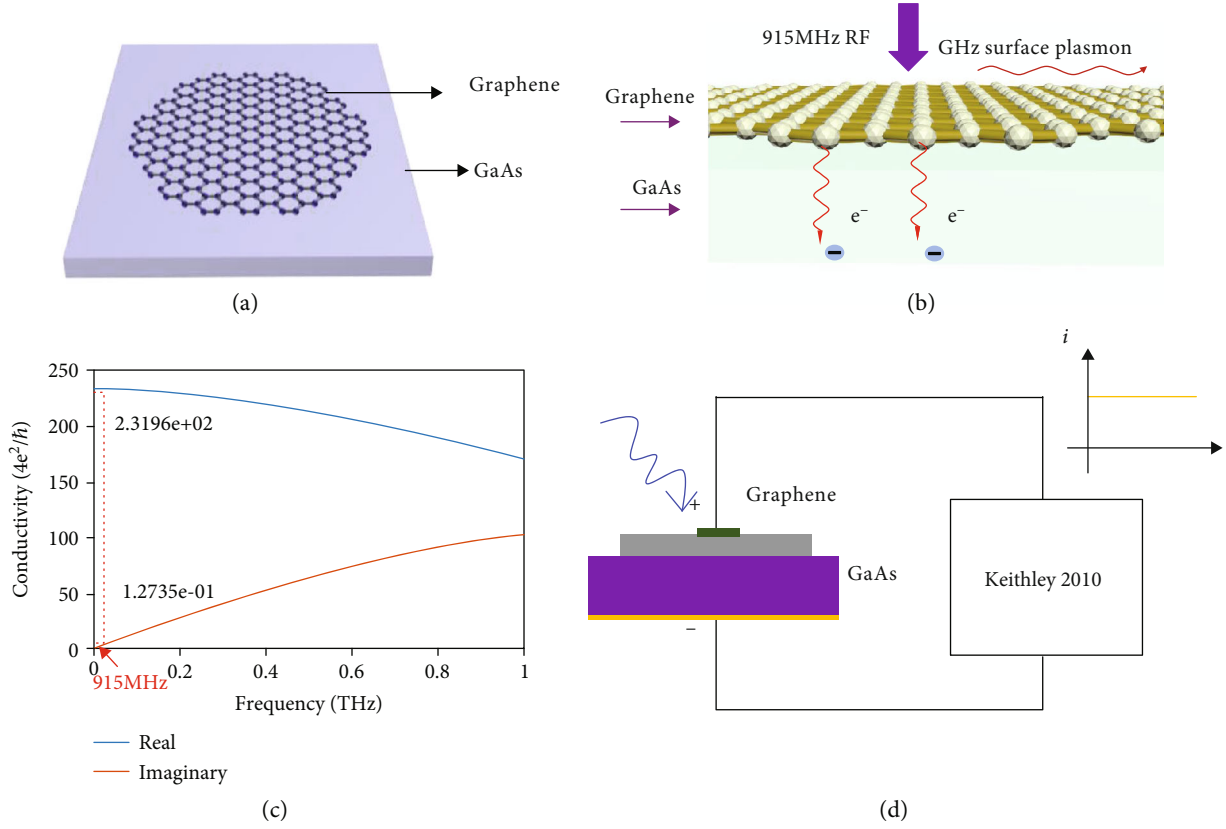 Graphene
GaAs
(a)
915MHz RF
GHz surface plasmon
Graphene
GaAs
e⁻
e⁻
(b)
250
200
150
100
50
0
Conductivity (4e²/ℏ)
2.3196e+02
1.2735e-01
0
0.2
0.4
0.6
0.8
1
915MHz
Frequency (THz)
Real
Imaginary
(c)
i
+
Graphene
GaAs
−
Keithley 2010
(d)